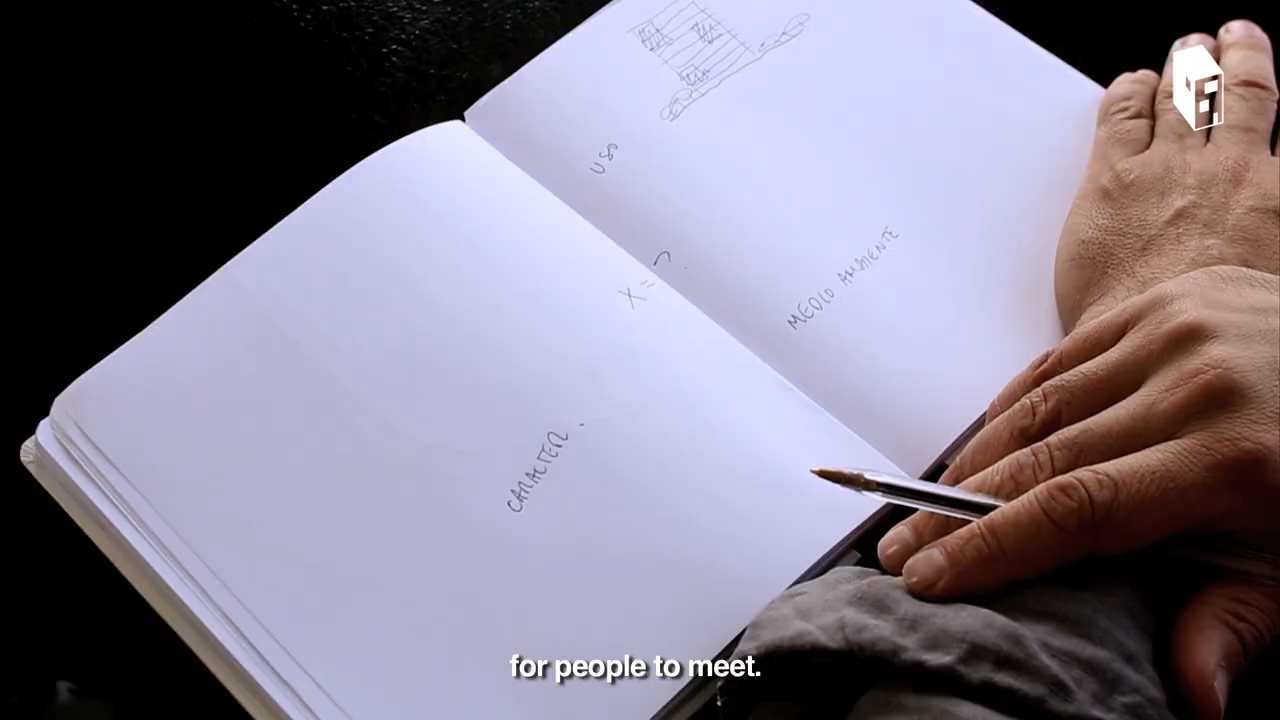 USO
X = ?
MEDIO AMBIENTE
CARACTER.
for people to meet.